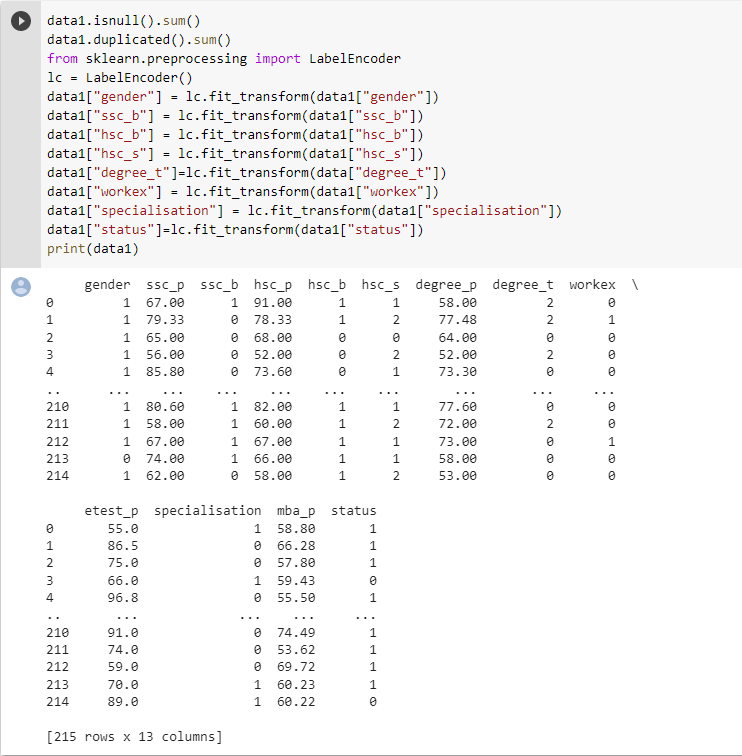 data1.isnull().sum()
data1.duplicated().sum()
from sklearn.preprocessing import LabelEncoder
lc = LabelEncoder()
data1["gender"] = lc.fit_transform(data1["gender"])
data1["ssc_b"] = lc.fit_transform(data1["ssc_b"])
data1["hsc_b"] = lc.fit_transform(data1["hsc_b"])
data1["hsc_s"] = lc.fit_transform(data1["hsc_s"])
data1["degree_t"]=lc.fit_transform(data["degree_t"])
data1["workex"] = lc.fit_transform(data1["workex"])
data1["specialisation"] = lc.fit_transform(data1["specialisation"])
data1["status"]=lc.fit_transform(data1["status"])
print(data1)
     gender  ssc_p  ssc_b  hsc_p  hsc_b  hsc_s  degree_p  degree_t  workex  \
0         1  67.00      1  91.00      1      1     58.00         2       0
1         1  79.33      0  78.33      1      2     77.48         2       1
2         1  65.00      0  68.00      0      0     64.00         2       0
3         1  56.00      0  52.00      0      2     52.00         2       0
4         1  85.80      0  73.60      0      1     73.30         2       0
..      ...    ...    ...    ...    ...    ...       ...       ...     ...
210       1  80.60      1  82.00      1      1     77.60         0       0
211       1  58.00      1  60.00      1      2     72.00         2       0
212       1  67.00      1  67.00      1      1     73.00         0       1
213       0  74.00      1  66.00      1      1     58.00         0       0
214       1  62.00      0  58.00      1      2     53.00         0       0
     etest_p  specialisation  mba_p  status
0       55.0               1  58.80       1
1       86.5               0  66.28       1
2       75.0               0  57.80       1
3       66.0               1  59.43       0
4       96.8               0  55.50       1
..       ...             ...    ...     ...
210     91.0               0  74.49       1
211     74.0               0  53.62       1
212     59.0               0  69.72       1
213     70.0               1  60.23       1
214     89.0               1  60.22       0
[215 rows x 13 columns]